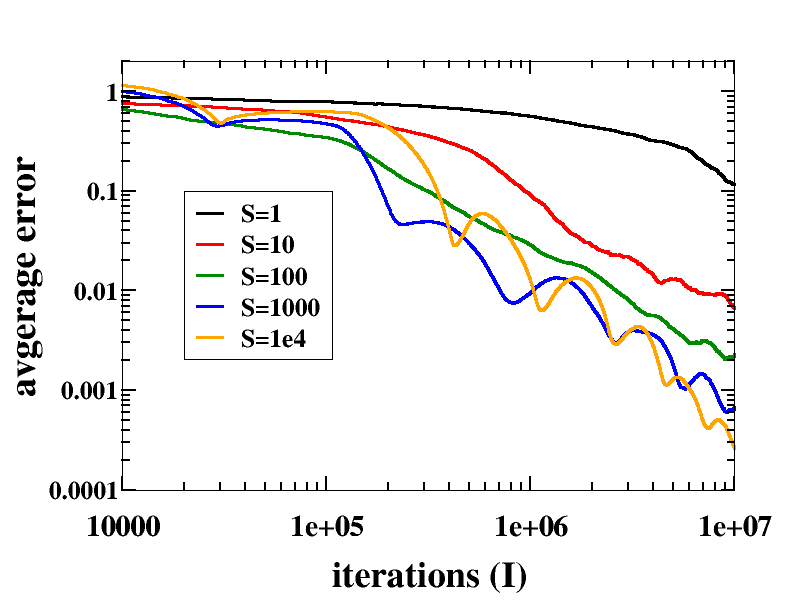 1
0.1
0.01
0.001
0.0001
avgerage error
S=1
S=10
S=100
S=1000
S=1e4
10000 1e+05 1e+06 1e+07
iterations (I)